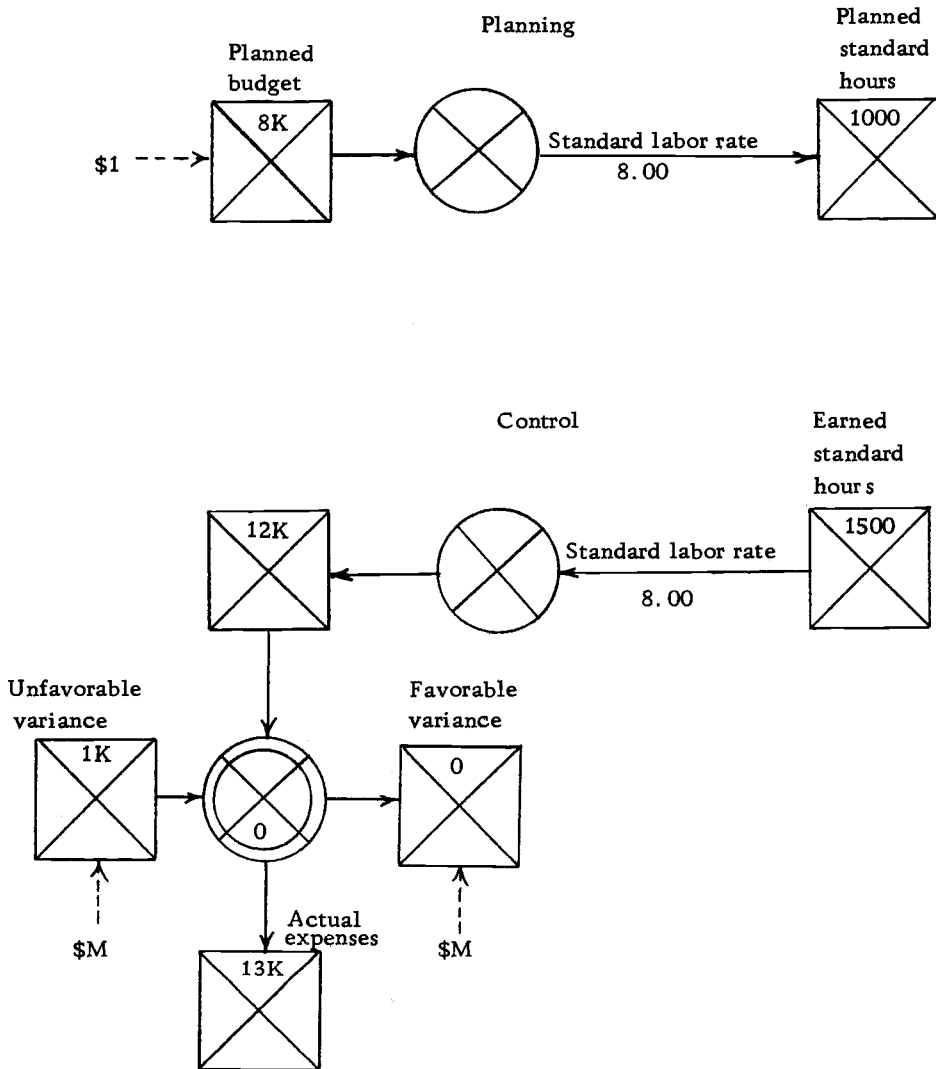 Planning
Planned
budget
Planned
standard
hours
8K
1000
$1
Standard labor rate
8.00
Control
Earned
standard
hours
12K
1500
Standard labor rate
8.00
Unfavorable
variance
Favorable
variance
1K
0
0
$M
$M
Actual
expenses
13K